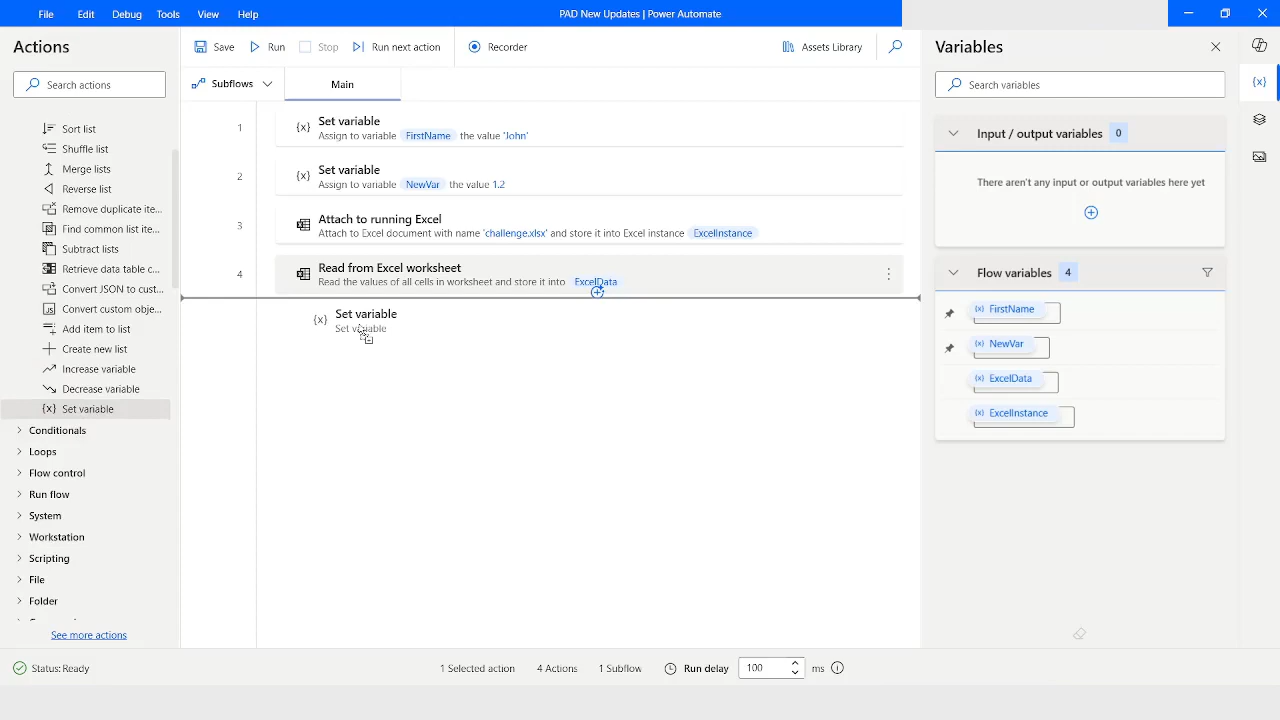 File Edit Debug Tools View Help
PAD New Updates | Power Automate
Actions
Search actions
Sort list
Shuffle list
Merge lists
Reverse list
Remove duplicate ite...
Find common list ite...
Subtract lists
Retrieve data table c...
Convert JSON to cust...
Convert custom obje...
Add item to list
Create new list
Increase variable
Decrease variable
{x} Set variable
Conditionals
Loops
Flow control
Run flow
System
Workstation
Scripting
File
Folder
See more actions
Save Run Stop Run next action Recorder Assets Library
Subflows Main
1 {x} Set variable
Assign to variable FirstName the value 'John'
2 {x} Set variable
Assign to variable NewVar the value 1.2
3 Attach to running Excel
Attach to Excel document with name 'challenge.xlsx' and store it into Excel instance ExcelInstance
4 Read from Excel worksheet
Read the values of all cells in worksheet and store it into ExcelData
{x} Set variable
Set variable
Variables
Search variables
Input / output variables 0
There aren't any input or output variables here yet
Flow variables 4
{x} FirstName
{x} NewVar
{x} ExcelData
{x} ExcelInstance
{x}
Status: Ready 1 Selected action 4 Actions 1 Subflow Run delay 100 ms